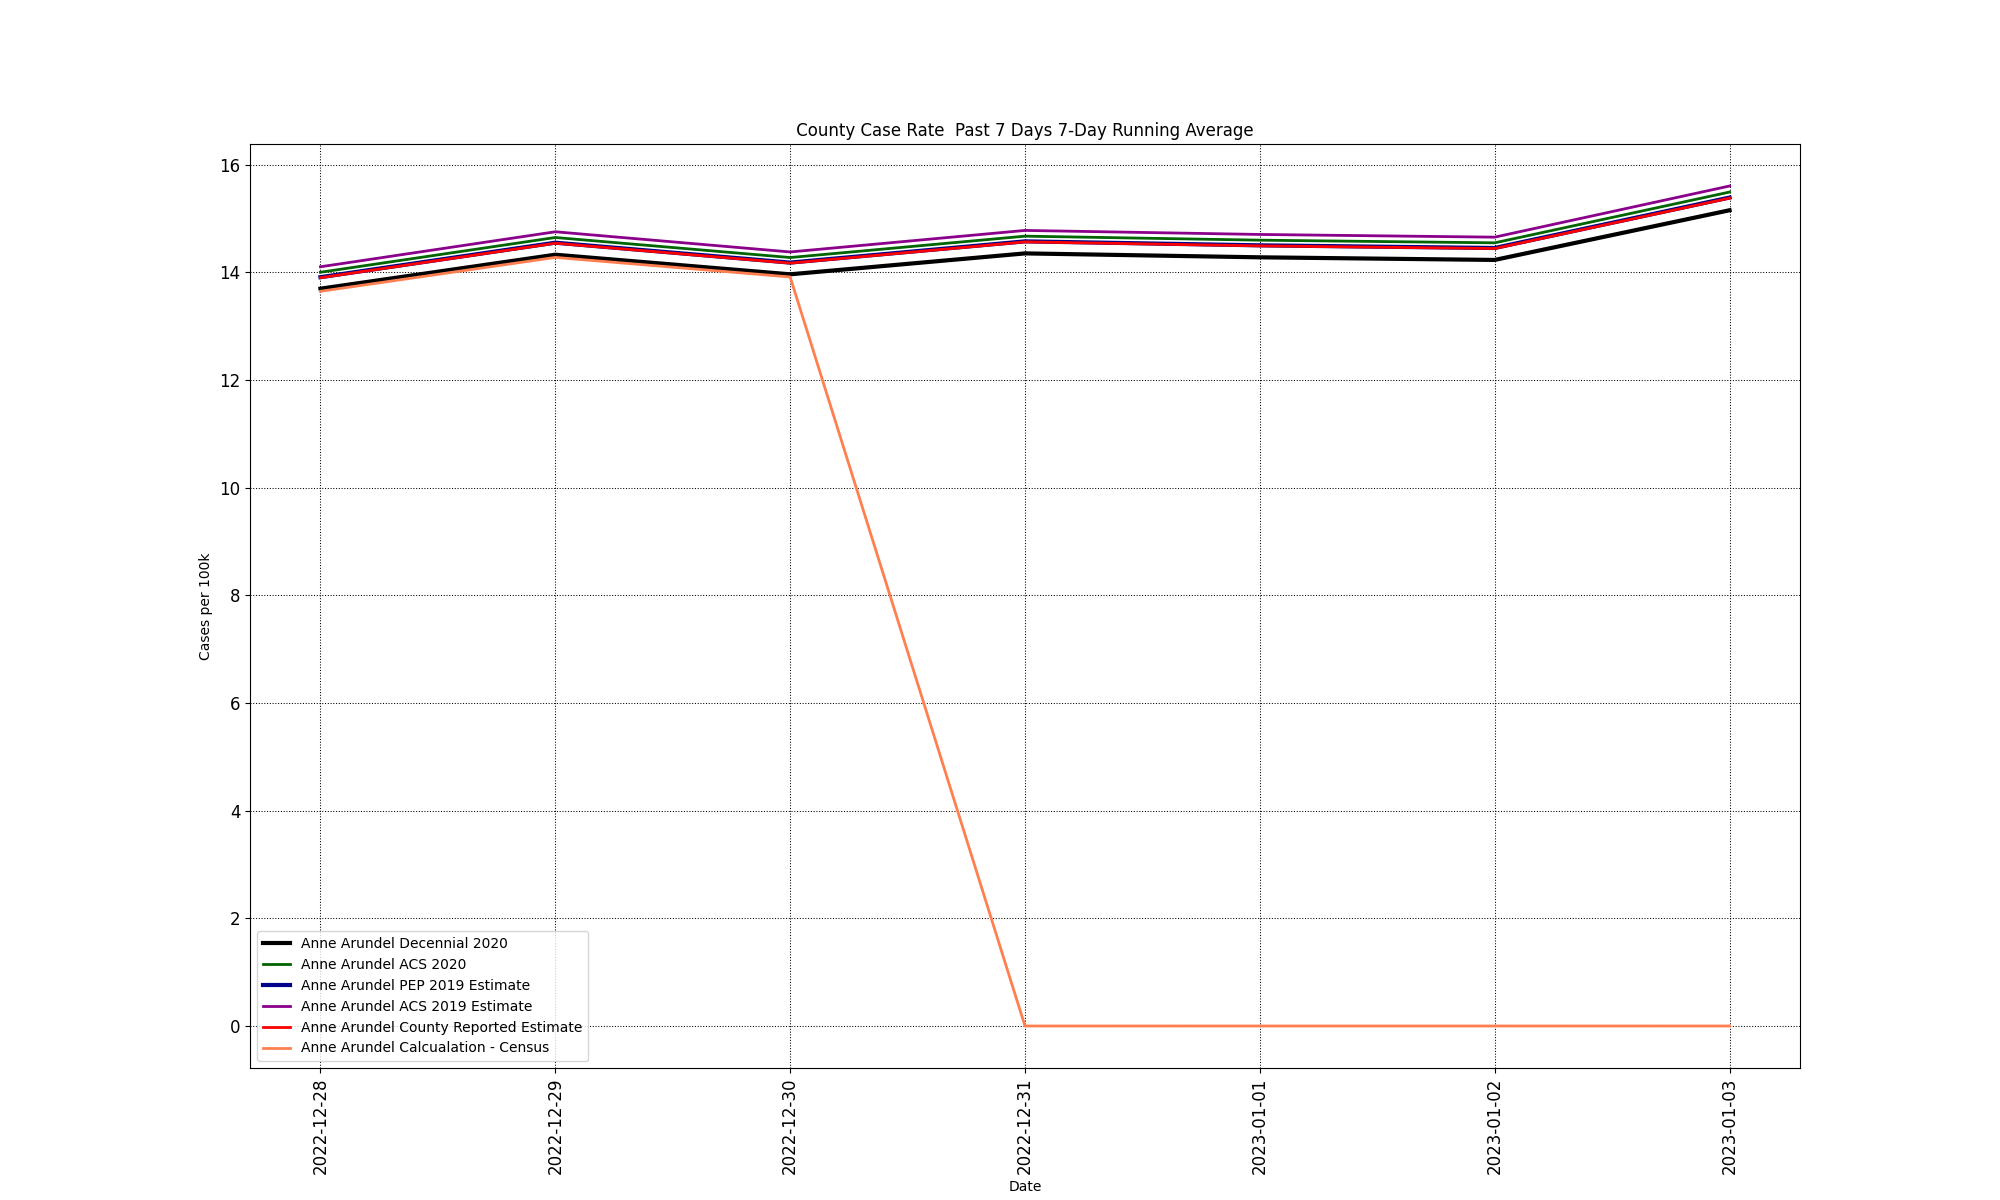 County Case Rate  Past 7 Days 7-Day Running Average
16
14
12
10
8
6
4
2
0
Cases per 100k
Anne Arundel Decennial 2020
Anne Arundel ACS 2020
Anne Arundel PEP 2019 Estimate
Anne Arundel ACS 2019 Estimate
Anne Arundel County Reported Estimate
Anne Arundel Calcualation - Census
2022-12-28
2022-12-29
2022-12-30
2022-12-31
2023-01-01
2023-01-02
2023-01-03
Date